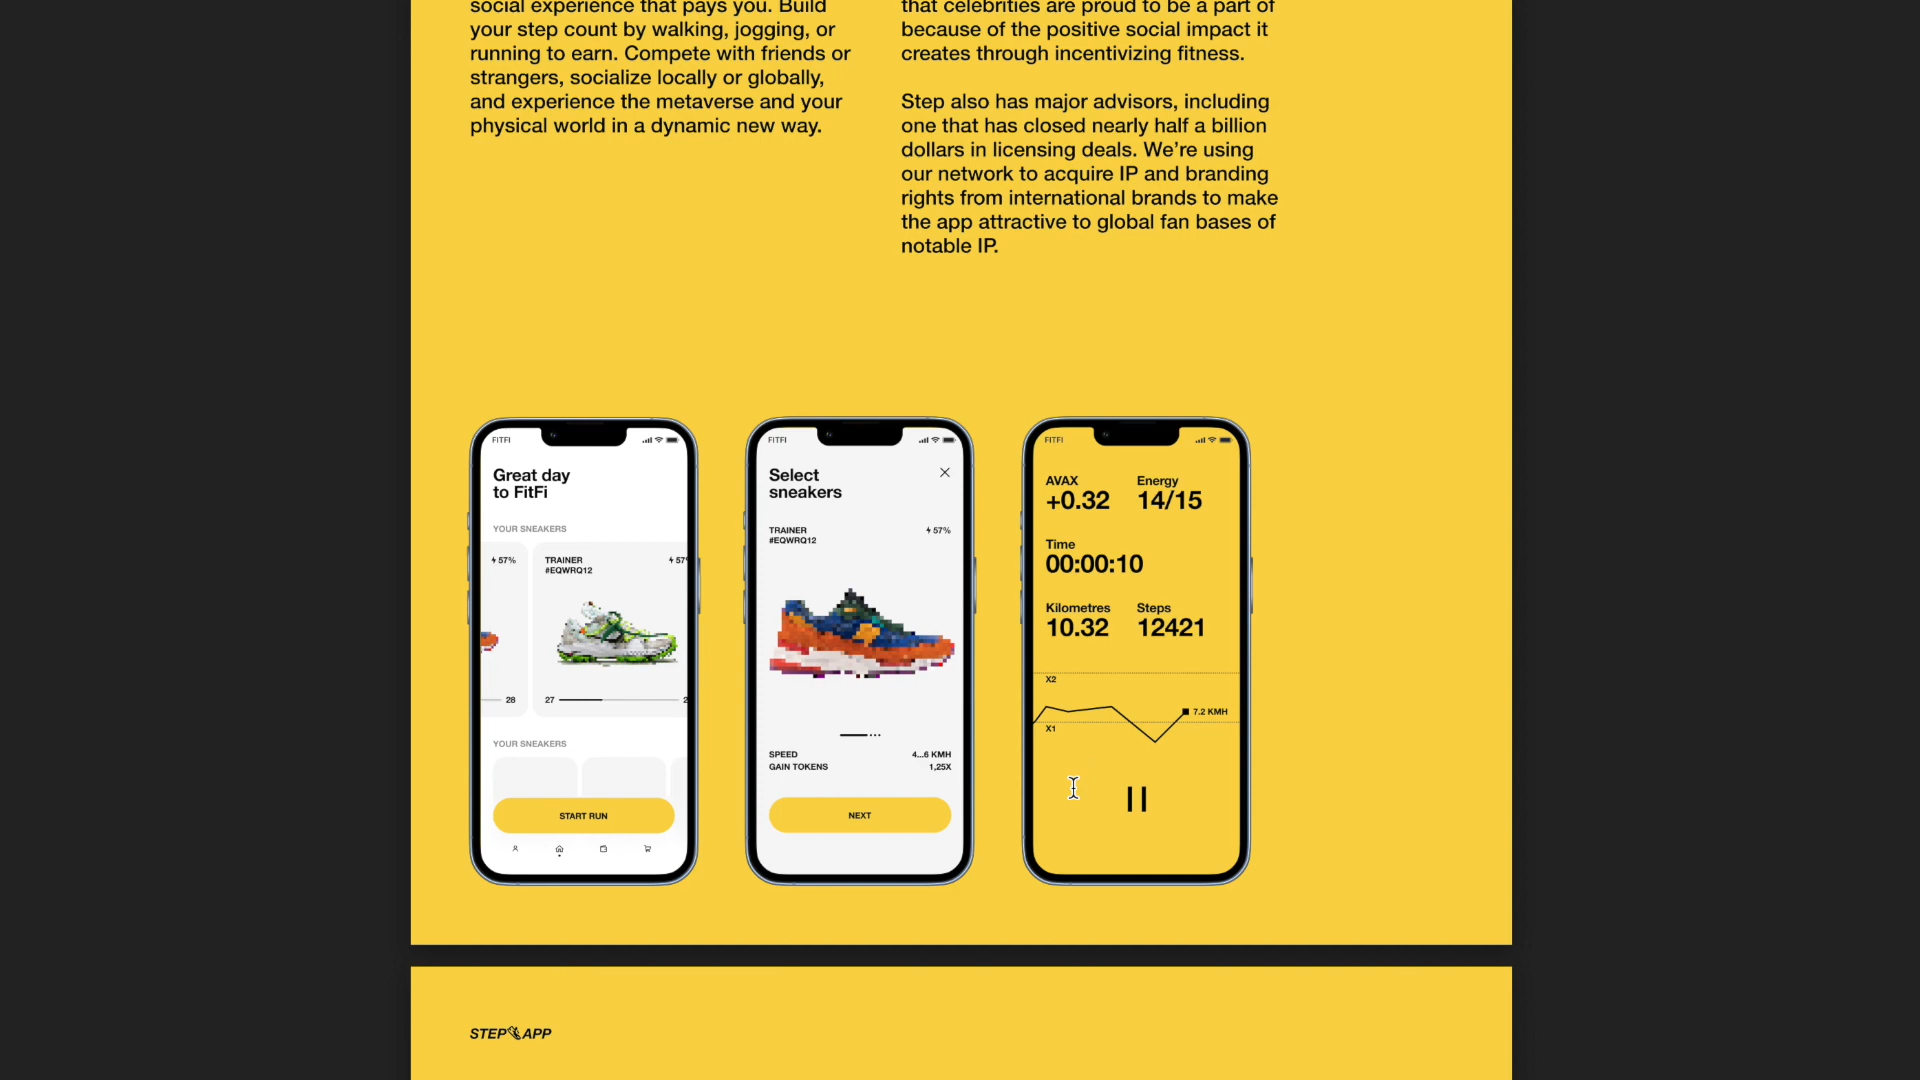 social experience that pays you. Build
your step count by walking, jogging, or
running to earn. Compete with friends or
strangers, socialize locally or globally,
and experience the metaverse and your
physical world in a dynamic new way.
that celebrities are proud to be a part of
because of the positive social impact it
creates through incentivizing fitness.
Step also has major advisors, including
one that has closed nearly half a billion
dollars in licensing deals. We’re using
our network to acquire IP and branding
rights from international brands to make
the app attractive to global fan bases of
notable IP.
FITFI
Great day
to FitFi
YOUR SNEAKERS
57%
TRAINER
#EQWRQ12
57%
28
27
2
YOUR SNEAKERS
START RUN
FITFI
Select
sneakers
TRAINER
#EQWRQ12
57%
SPEED
4...6 KMH
GAIN TOKENS
1,25X
NEXT
FITFI
AVAX
Energy
+0.32
14/15
Time
00:00:10
Kilometres
Steps
10.32
12421
X2
7.2 KMH
X1
STEP APP